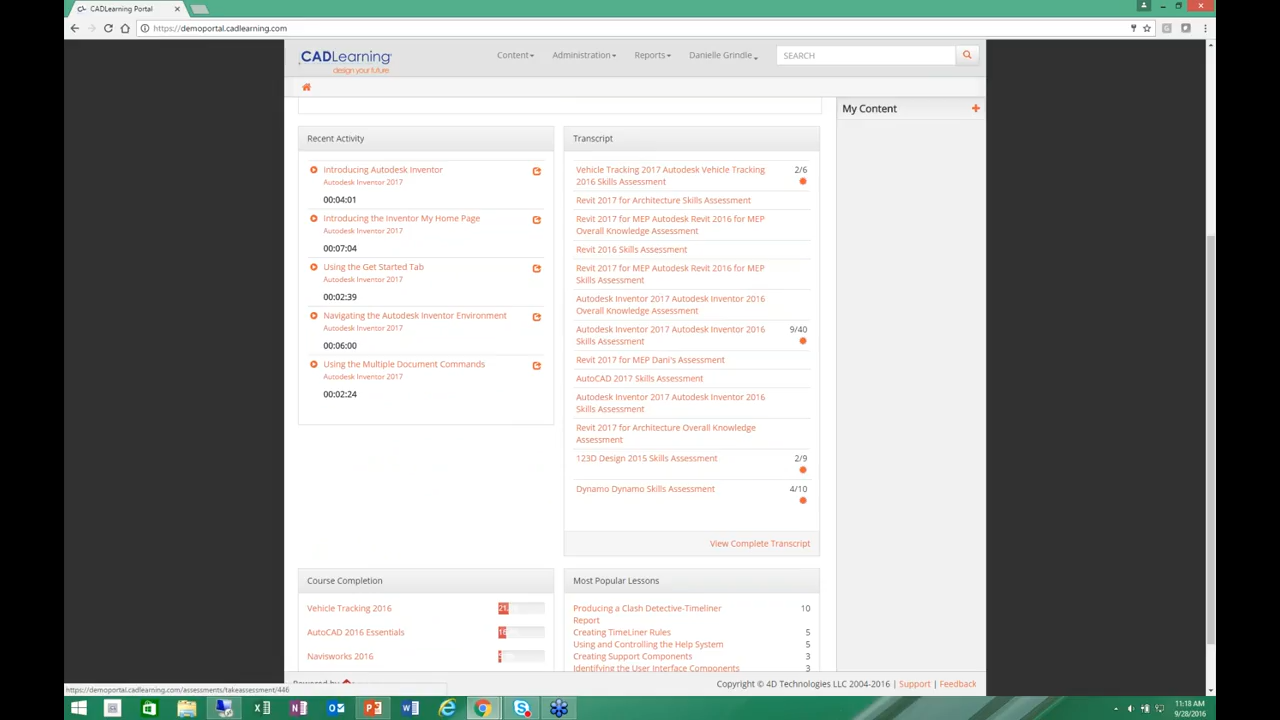 CADLearning Portal
https://demoportal.cadlearning.com
CADLearning
design your future
Content
Administration
Reports
Danielle Grindle
SEARCH
My Content
Recent Activity
Introducing Autodesk Inventor
Autodesk Inventor 2017
00:04:01
Introducing the Inventor My Home Page
Autodesk Inventor 2017
00:07:04
Using the Get Started Tab
Autodesk Inventor 2017
00:02:39
Navigating the Autodesk Inventor Environment
Autodesk Inventor 2017
00:06:00
Using the Multiple Document Commands
Autodesk Inventor 2017
00:02:24
Transcript
Vehicle Tracking 2017 Autodesk Vehicle Tracking 2/6
2016 Skills Assessment
Revit 2017 for Architecture Skills Assessment
Revit 2017 for MEP Autodesk Revit 2016 for MEP
Overall Knowledge Assessment
Revit 2016 Skills Assessment
Revit 2017 for MEP Autodesk Revit 2016 for MEP
Skills Assessment
Autodesk Inventor 2017 Autodesk Inventor 2016
Overall Knowledge Assessment
Autodesk Inventor 2017 Autodesk Inventor 2016 9/40
Skills Assessment
Revit 2017 for MEP Dani's Assessment
AutoCAD 2017 Skills Assessment
Autodesk Inventor 2017 Autodesk Inventor 2016
Skills Assessment
Revit 2017 for Architecture Overall Knowledge
Assessment
123D Design 2015 Skills Assessment 2/9
Dynamo Dynamo Skills Assessment 4/10
View Complete Transcript
Course Completion
Vehicle Tracking 2016
AutoCAD 2016 Essentials
Navisworks 2016
Most Popular Lessons
Producing a Clash Detective-Timeliner 10
Report
Creating TimeLiner Rules 5
Using and Controlling the Help System 5
Creating Support Components 3
Identifying the User Interface Components 3
Powered by
Copyright © 4D Technologies LLC 2004-2016 | Support | Feedback
https://demoportal.cadlearning.com/assessments/takeassessment/446
11:18 AM
9/28/2016